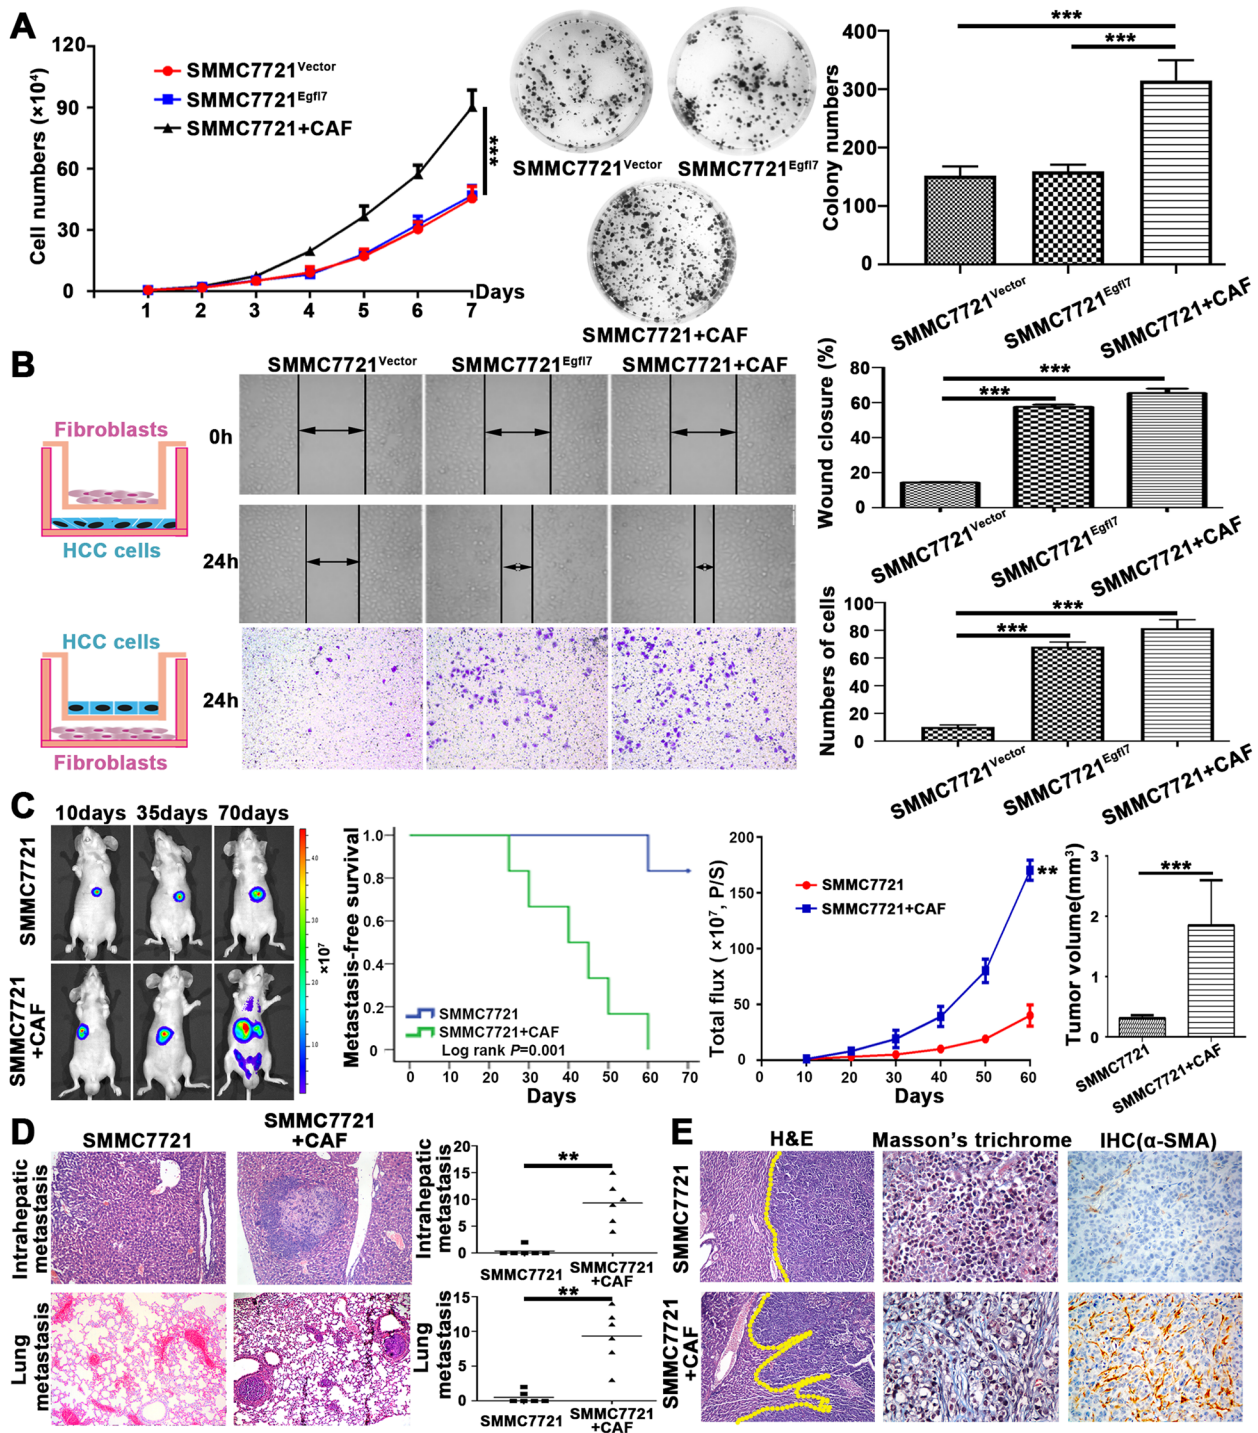 A
Cell numbers (×10⁴)
120
90
60
30
0
1 2 3 4 5 6 7
Days
SMMC7721Vector
SMMC7721Egfl7
SMMC7721+CAF
***
SMMC7721Vector
SMMC7721Egfl7
SMMC7721+CAF
Colony numbers
400
300
200
100
0
***
***
SMMC7721Vector
SMMC7721Egfl7
SMMC7721+CAF
B
Fibroblasts
HCC cells
HCC cells
Fibroblasts
SMMC7721Vector
SMMC7721Egfl7
SMMC7721+CAF
0h
24h
24h
Wound closure (%)
80
60
40
20
0
***
***
SMMC7721Vector
SMMC7721Egfl7
SMMC7721+CAF
Numbers of cells
100
80
60
40
20
0
***
***
SMMC7721Vector
SMMC7721Egfl7
SMMC7721+CAF
C
10days 35days 70days
SMMC7721
SMMC7721
+CAF
×10⁷
Metastasis-free survival
1.0
0.8
0.6
0.4
0.2
0
SMMC7721
SMMC7721+CAF
Log rank P=0.001
0 10 20 30 40 50 60 70
Days
Total flux ( ×10⁷, P/S)
200
150
100
50
0
SMMC7721
SMMC7721+CAF
**
0 10 20 30 40 50 60
Days
Tumor volume(mm³)
3
2
1
0
***
SMMC7721
SMMC7721+CAF
D
SMMC7721
SMMC7721
+CAF
Intrahepatic
metastasis
Lung
metastasis
Intrahepatic
metastasis
20
15
10
5
0
**
SMMC7721
SMMC7721
+CAF
Lung
metastasis
15
10
5
0
**
SMMC7721
SMMC7721
+CAF
E
H&E
Masson's trichrome
IHC(α-SMA)
SMMC7721
SMMC7721
+CAF